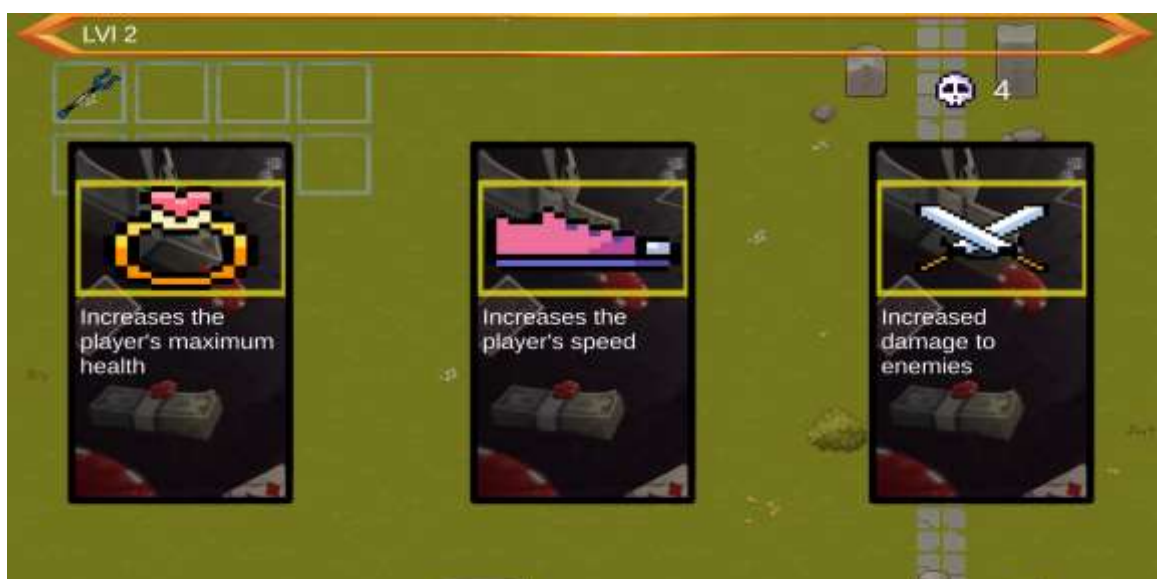 LVl 2
4
Increases the
player's maximum
health
Increases the
player's speed
Increased
damage to
enemies